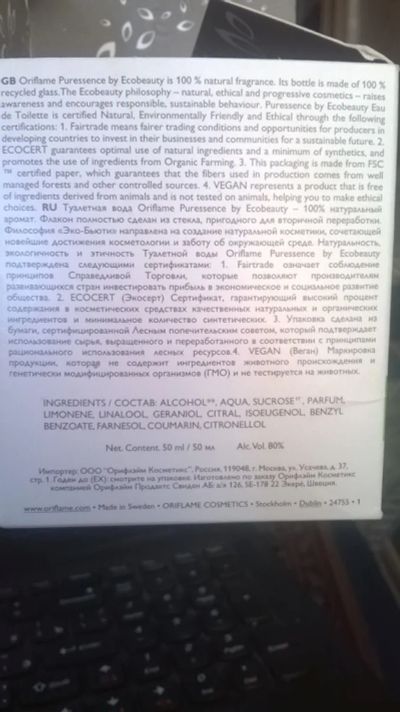 GB Oriflame Puressence by Ecobeauty is 100 % natural fragrance. Its bottle is made of 100 %
recycled glass. The Ecobeauty philosophy – natural, ethical and progressive cosmetics – raises
awareness and encourages responsible, sustainable behaviour. Puressence by Ecobeauty Eau
de Toilette is certified Natural, Environmentally Friendly and Ethical through the following
certifications: 1. Fairtrade means fairer trading conditions and opportunities for producers in
developing countries to invest in their businesses and communities for a sustainable future. 2.
ECOCERT guarantees optimal use of natural ingredients and a minimum of synthetics, and
promotes the use of ingredients from Organic Farming. 3. This packaging is made from FSC
™ certified paper, which guarantees that the fibers used in production comes from well
managed forests and other controlled sources. 4. VEGAN represents a product that is free
of ingredients derived from animals and is not tested on animals, helping you to make ethical
choices. RU Туалетная вода Oriflame Puressence by Ecobeauty – 100% натуральный
аромат. Флакон полностью сделан из стекла, пригодного для вторичной переработки.
Философия «Эко-Бьюти» направлена на создание натуральной косметики, сочетающей
новейшие достижения косметологии и заботу об окружающей среде. Натуральность,
экологичность и этичность Туалетной воды Oriflame Puressence by Ecobeauty
подтверждена следующими сертификатами: 1. Fairtrade означает соблюдение
принципов Справедливой Торговли, которые позволяют производителям
развивающихся стран инвестировать прибыль в экономическое и социальное развитие
общества. 2. ECOCERT (Экосерт) Сертификат, гарантирующий высокий процент
содержания в косметических средствах качественных натуральных и органических
ингредиентов и минимальное количество синтетических. 3. Упаковка сделана из
бумаги, сертифицированной Лесным попечительским советом, который подтверждает
использование сырья, выращенного и переработанного в соответствии с принципами
рационального использования лесных ресурсов.4. VEGAN (Веган) Маркировка
продукции, которая не содержит ингредиентов животного происхождения и
генетически модифицированных организмов (ГМО) и не тестируется на животных.
INGREDIENTS / СОСТАВ: ALCOHOL**, AQUA, SUCROSE*, PARFUM,
LIMONENE, LINALOOL, GERANIOL, CITRAL, ISOEUGENOL, BENZYL
BENZOATE, FARNESOL, COUMARIN, CITRONELLOL
Net. Content. 50 ml / 50 мл Alc. Vol. 80%
Импортер: ООО "Орифлэйм Косметикс", Россия, 119048, г. Москва, ул. Усачева, д. 37,
стр. 1. Годен до (EX): смотрите на упаковке. Изготовлено по заказу Орифлэйм Косметикс
компанией Орифлэйм Продактс Сведен АБ: а/я 126, SE-178 22 Экерё, Швеция.
www.oriflame.com • Made in Sweden • ORIFLAME COSMETICS • Stockholm • Dublin • 24755 • 1